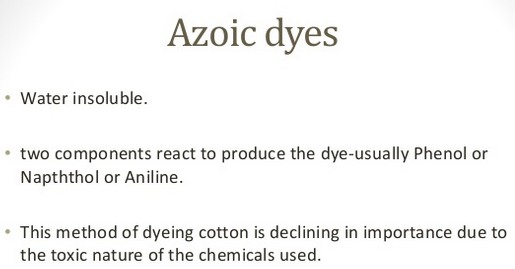 Azoic dyes
• Water insoluble.
• two components react to produce the dye-usually Phenol or
Napththol or Aniline.
• This method of dyeing cotton is declining in importance due to
the toxic nature of the chemicals used.